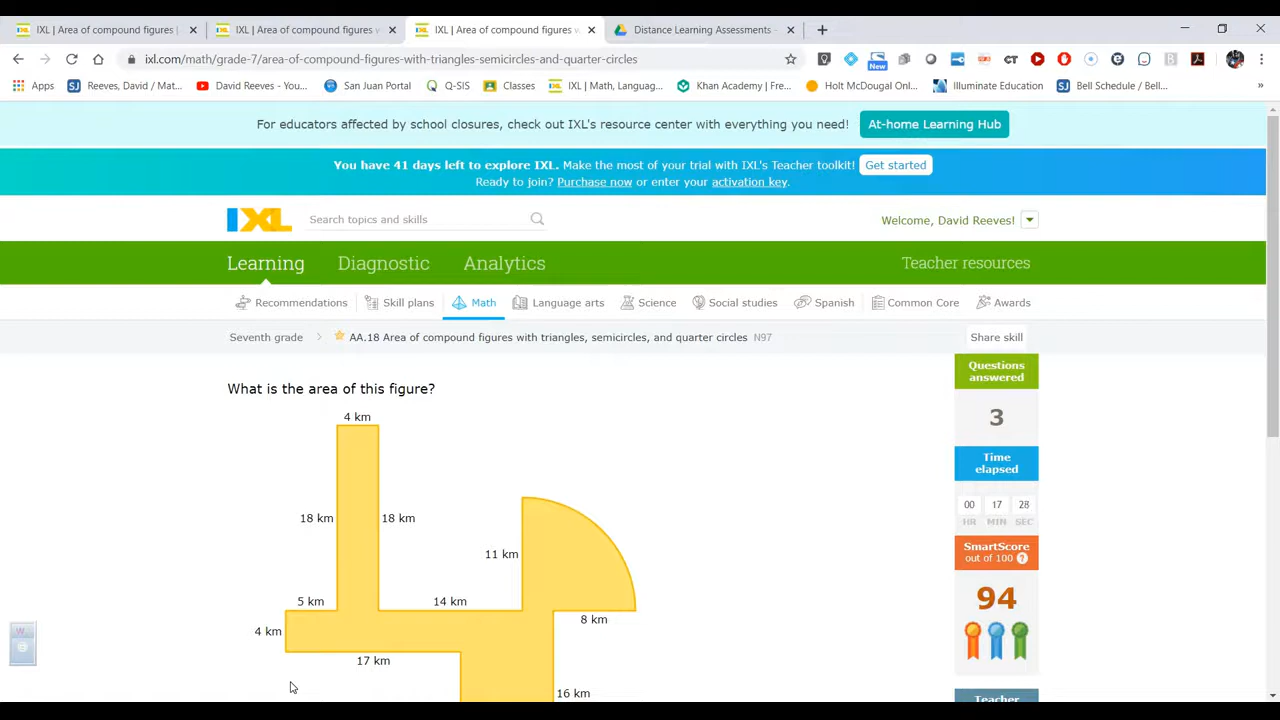 IXL | Area of compound figures |
IXL | Area of compound figures w
IXL | Area of compound figures w
Distance Learning Assessments -
ixl.com/math/grade-7/area-of-compound-figures-with-triangles-semicircles-and-quarter-circles
New
Apps
Reeves, David / Mat...
David Reeves - You...
San Juan Portal
Q-SIS
Classes
IXL | Math, Languag...
Khan Academy | Fre...
Holt McDougal Onl...
Illuminate Education
Bell Schedule / Bell...
For educators affected by school closures, check out IXL's resource center with everything you need! At-home Learning Hub
You have 41 days left to explore IXL. Make the most of your trial with IXL's Teacher toolkit! Get started
Ready to join? Purchase now or enter your activation key.
IXL
Search topics and skills
Welcome, David Reeves!
Learning Diagnostic Analytics Teacher resources
Recommendations Skill plans Math Language arts Science Social studies Spanish Common Core Awards
Seventh grade AA.18 Area of compound figures with triangles, semicircles, and quarter circles N97 Share skill
What is the area of this figure?
4 km
18 km 18 km
11 km
5 km 14 km
8 km
4 km
17 km
16 km
Questions
answered
3
Time
elapsed
00 17 28
HR MIN SEC
SmartScore
out of 100 ?
94
Teacher